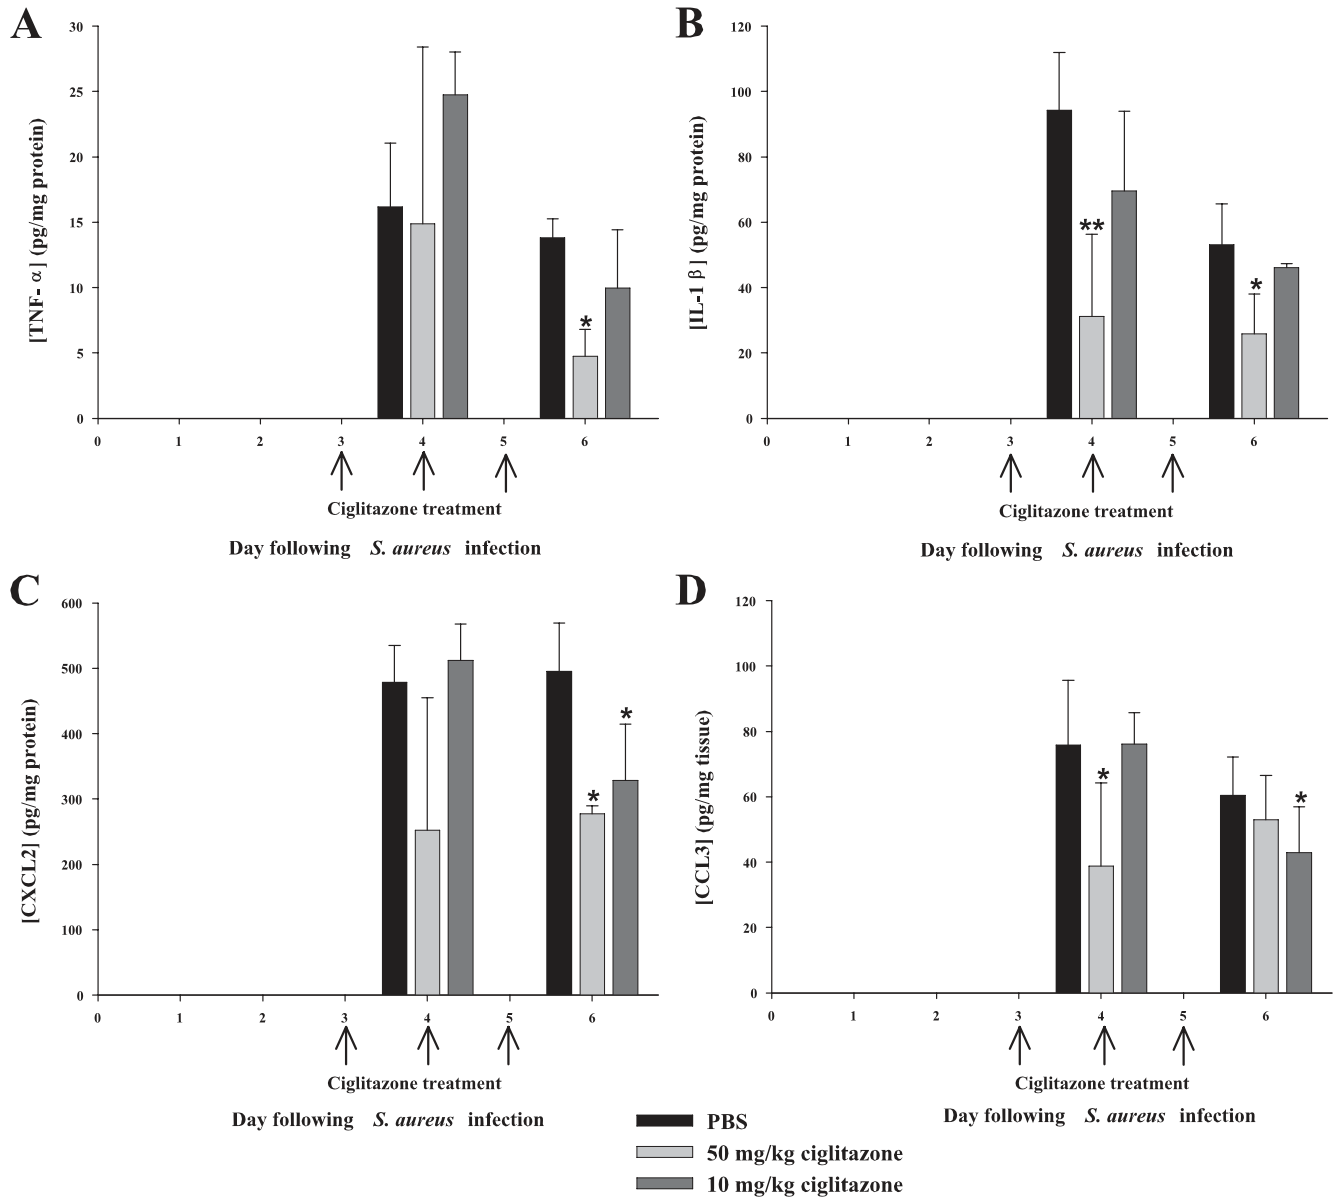 A
30
25
20
15
10
5
0
[TNF- α] (pg/mg protein)
*
0 1 2 3 4 5 6
Ciglitazone treatment
Day following S. aureus infection
B
120
100
80
60
40
20
0
[IL-1 β] (pg/mg protein)
**
*
0 1 2 3 4 5 6
Ciglitazone treatment
Day following S. aureus infection
C
600
500
400
300
200
100
0
[CXCL2] (pg/mg protein)
*
*
0 1 2 3 4 5 6
Ciglitazone treatment
Day following S. aureus infection
D
120
100
80
60
40
20
0
[CCL3] (pg/mg tissue)
*
*
0 1 2 3 4 5 6
Ciglitazone treatment
Day following S. aureus infection
PBS
50 mg/kg ciglitazone
10 mg/kg ciglitazone